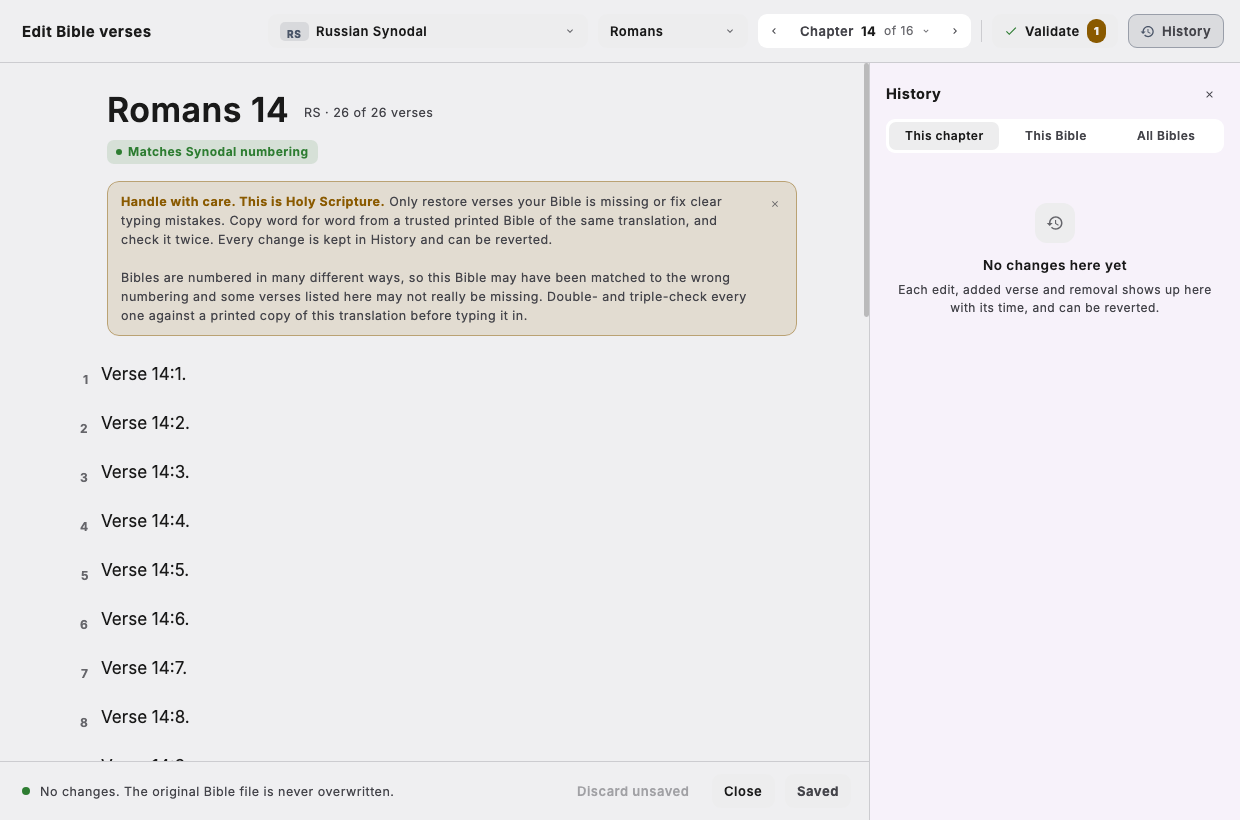 Edit Bible verses
RS Russian Synodal
Romans
Chapter 14 of 16
Validate 1
History
Romans 14 RS · 26 of 26 verses
Matches Synodal numbering
Handle with care. This is Holy Scripture. Only restore verses your Bible is missing or fix clear
typing mistakes. Copy word for word from a trusted printed Bible of the same translation, and
check it twice. Every change is kept in History and can be reverted.
Bibles are numbered in many different ways, so this Bible may have been matched to the wrong
numbering and some verses listed here may not really be missing. Double- and triple-check every
one against a printed copy of this translation before typing it in.
1 Verse 14:1.
2 Verse 14:2.
3 Verse 14:3.
4 Verse 14:4.
5 Verse 14:5.
6 Verse 14:6.
7 Verse 14:7.
8 Verse 14:8.
No changes. The original Bible file is never overwritten.
Discard unsaved
Close
Saved
History
This chapter
This Bible
All Bibles
No changes here yet
Each edit, added verse and removal shows up here
with its time, and can be reverted.